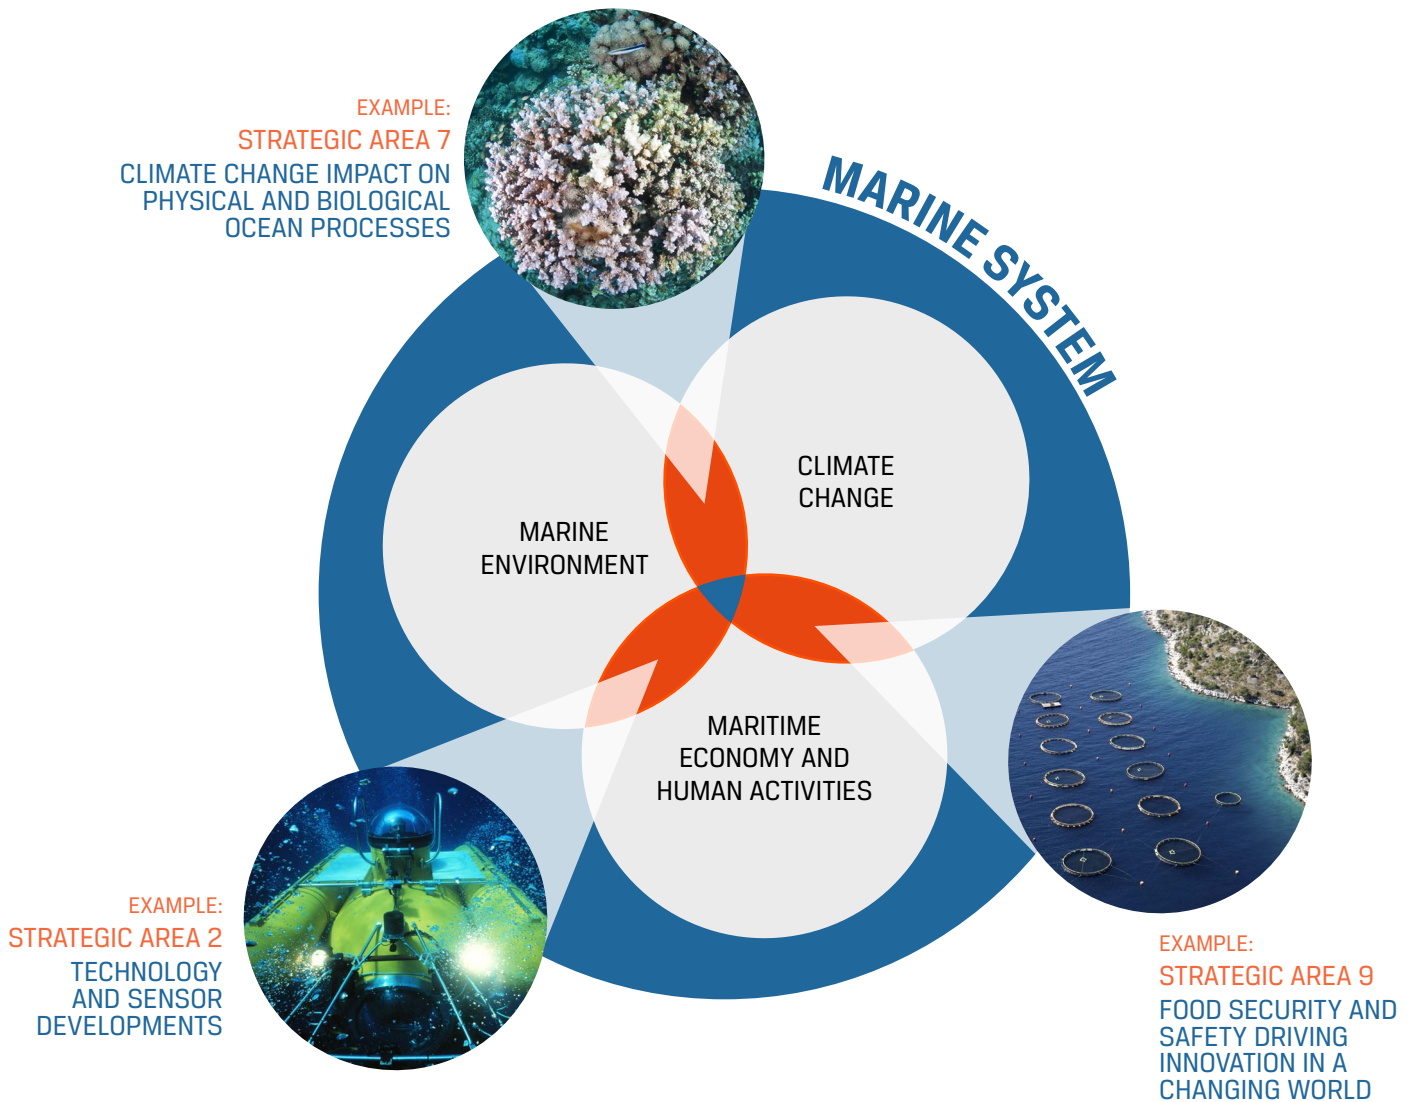 EXAMPLE:
STRATEGIC AREA 7
CLIMATE CHANGE IMPACT ON
PHYSICAL AND BIOLOGICAL
OCEAN PROCESSES
MARINE SYSTEM
CLIMATE
CHANGE
MARINE
ENVIRONMENT
MARITIME
ECONOMY AND
HUMAN ACTIVITIES
EXAMPLE:
STRATEGIC AREA 2
TECHNOLOGY
AND SENSOR
DEVELOPMENTS
EXAMPLE:
STRATEGIC AREA 9
FOOD SECURITY AND
SAFETY DRIVING
INNOVATION IN A
CHANGING WORLD